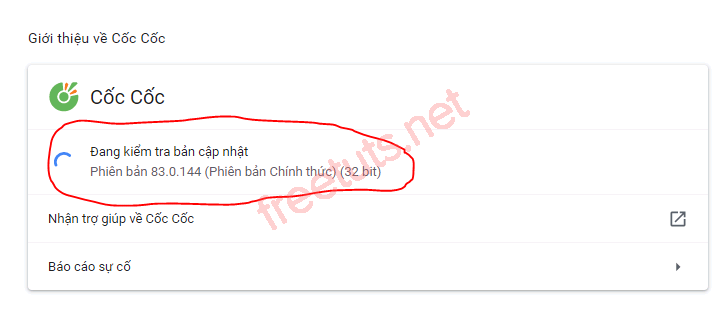 Giới thiệu về Cốc Cốc
Cốc Cốc
Đang kiểm tra bản cập nhật
Phiên bản 83.0.144 (Phiên bản Chính thức) (32 bit)
Nhận trợ giúp về Cốc Cốc
Báo cáo sự cố
freetuts.net